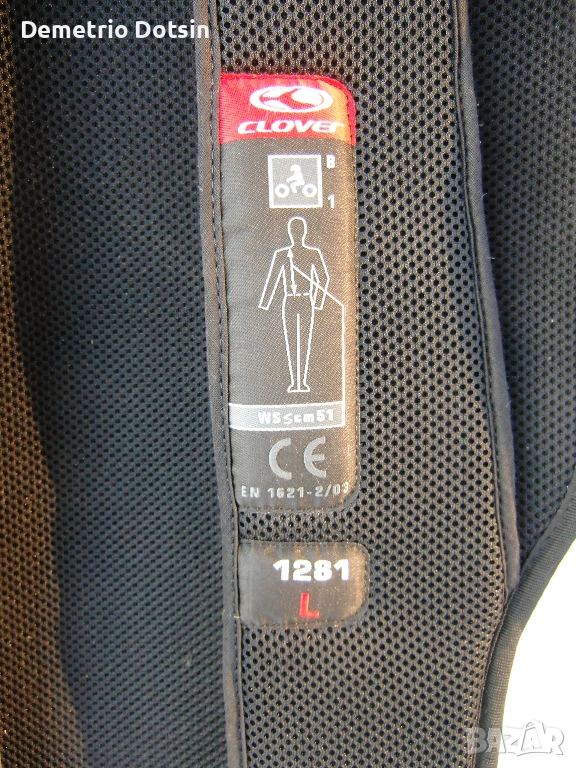 Demetrio Dotsin
CLOVER
B
1
WS≤cm51
CE
EN 1621-2/03
1281
L
BAZAR